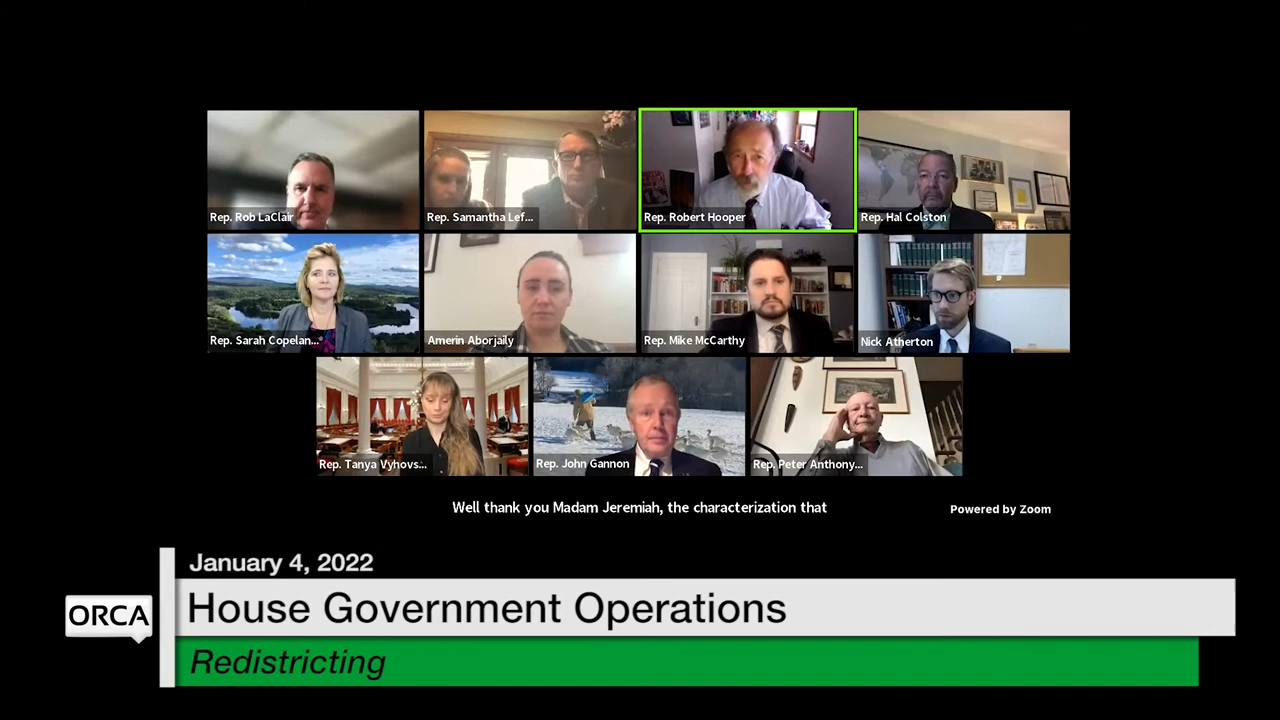 Rep. Rob LaClair
Rep. Samantha Lef...
Rep. Robert Hooper
Rep. Hal Colston
Rep. Sarah Copelan...
Amerin Aborjaily
Rep. Mike McCarthy
Nick Atherton
Rep. Tanya Vyhovs...
Rep. John Gannon
Rep. Peter Anthony...
Well thank you Madam Jeremiah, the characterization that
Powered by Zoom
January 4, 2022
ORCA
House Government Operations
Redistricting